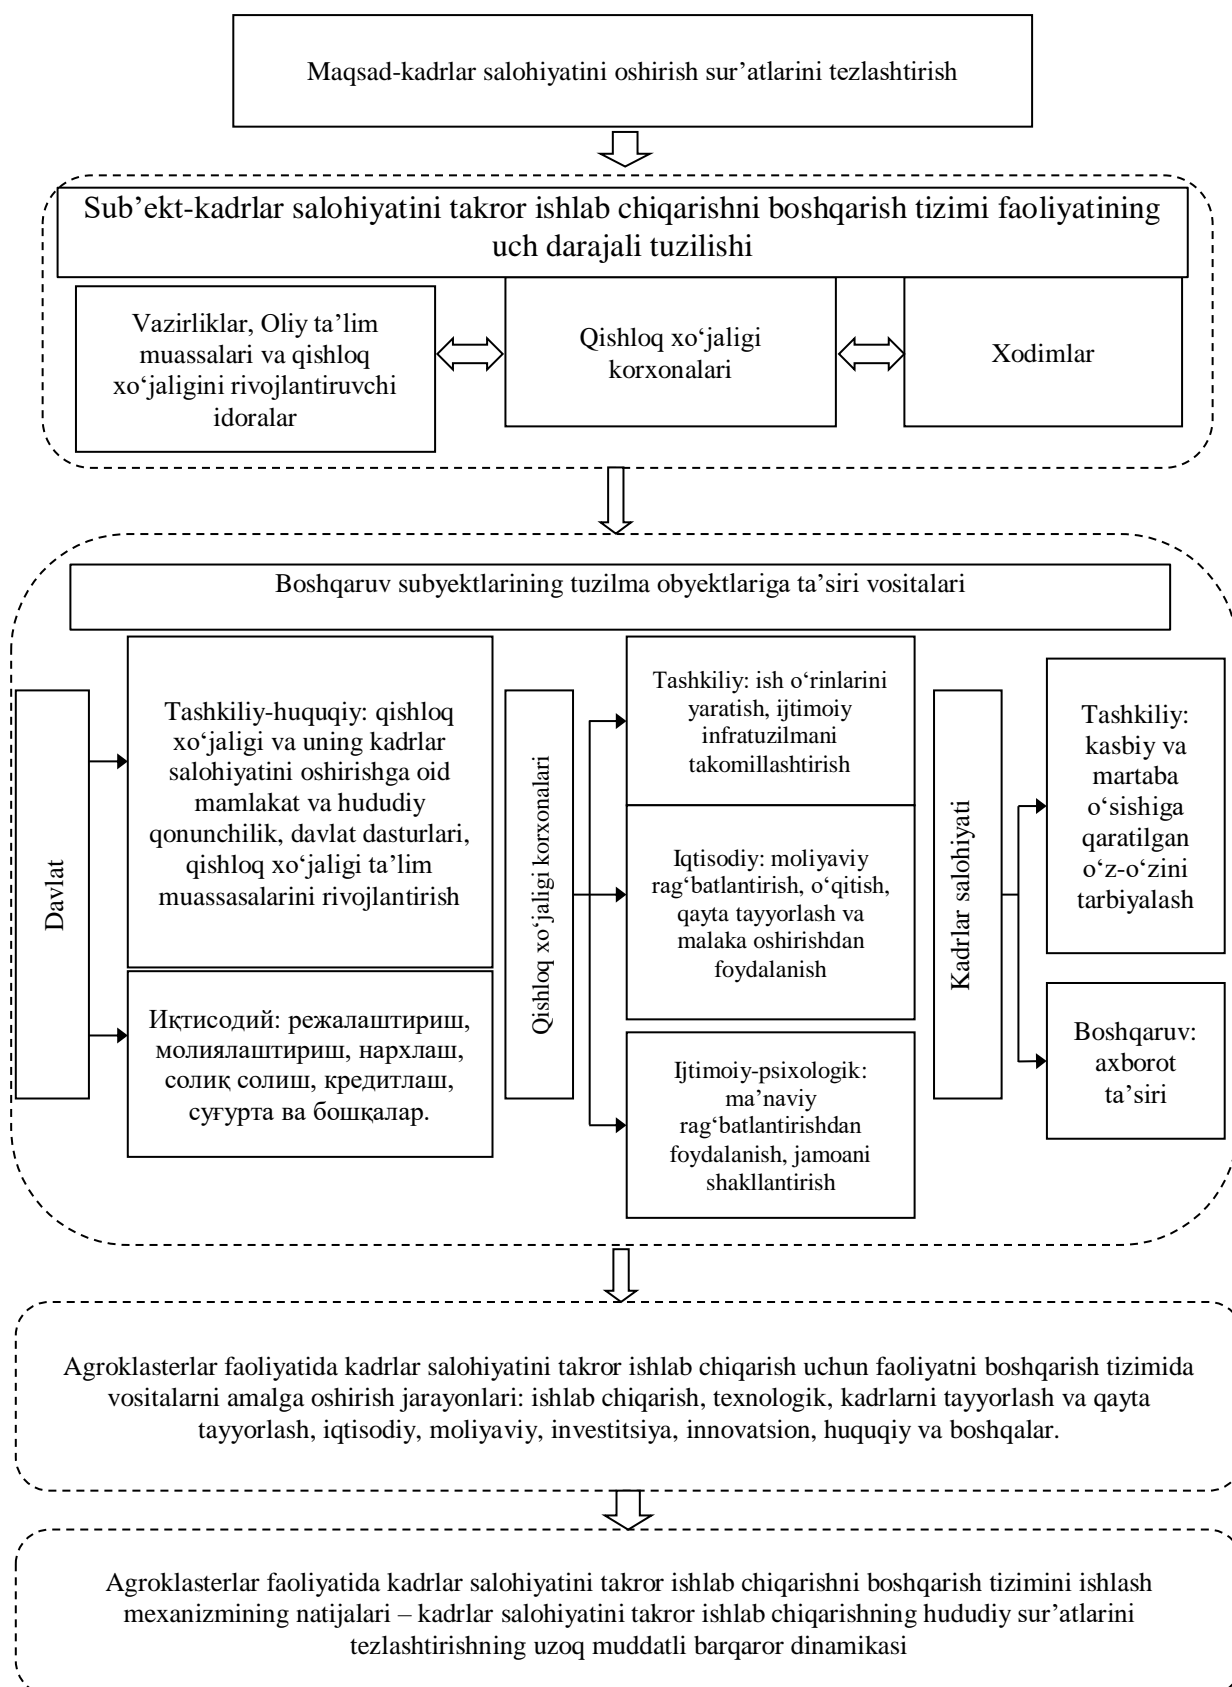 Maqsad-kadrlar salohiyatini oshirish sur’atlarini tezlashtirish
Sub’ekt-kadrlar salohiyatini takror ishlab chiqarishni boshqarish tizimi faoliyatining
uch darajali tuzilishi
Vazirliklar, Oliy ta’lim
muassalari va qishloq
xo‘jaligini rivojlantiruvchi
idoralar
Qishloq xo‘jaligi
korxonalari
Xodimlar
Boshqaruv subyektlarining tuzilma obyektlariga ta’siri vositalari
Davlat
Tashkiliy-huquqiy: qishloq
xo‘jaligi va uning kadrlar
salohiyatini oshirishga oid
mamlakat va hududiy
qonunchilik, davlat dasturlari,
qishloq xo‘jaligi ta’lim
muassasalarini rivojlantirish
Иқтисодий: режалаштириш,
молиялаштириш, нархлаш,
солиқ солиш, кредитлаш,
суғурта ва бошқалар.
Qishloq xo‘jaligi korxonalari
Tashkiliy: ish o‘rinlarini
yaratish, ijtimoiy
infratuzilmani
takomillashtirish
Iqtisodiy: moliyaviy
rag‘batlantirish, o‘qitish,
qayta tayyorlash va
malaka oshirishdan
foydalanish
Ijtimoiy-psixologik:
ma’naviy
rag‘batlantirishdan
foydalanish, jamoani
shakllantirish
Kadrlar salohiyati
Tashkiliy:
kasbiy va
martaba
o‘sishiga
qaratilgan
o‘z-o‘zini
tarbiyalash
Boshqaruv:
axborot
ta’siri
Agroklasterlar faoliyatida kadrlar salohiyatini takror ishlab chiqarish uchun faoliyatni boshqarish tizimida
vositalarni amalga oshirish jarayonlari: ishlab chiqarish, texnologik, kadrlarni tayyorlash va qayta
tayyorlash, iqtisodiy, moliyaviy, investitsiya, innovatsion, huquqiy va boshqalar.
Agroklasterlar faoliyatida kadrlar salohiyatini takror ishlab chiqarishni boshqarish tizimini ishlash
mexanizmining natijalari – kadrlar salohiyatini takror ishlab chiqarishning hududiy sur’atlarini
tezlashtirishning uzoq muddatli barqaror dinamikasi